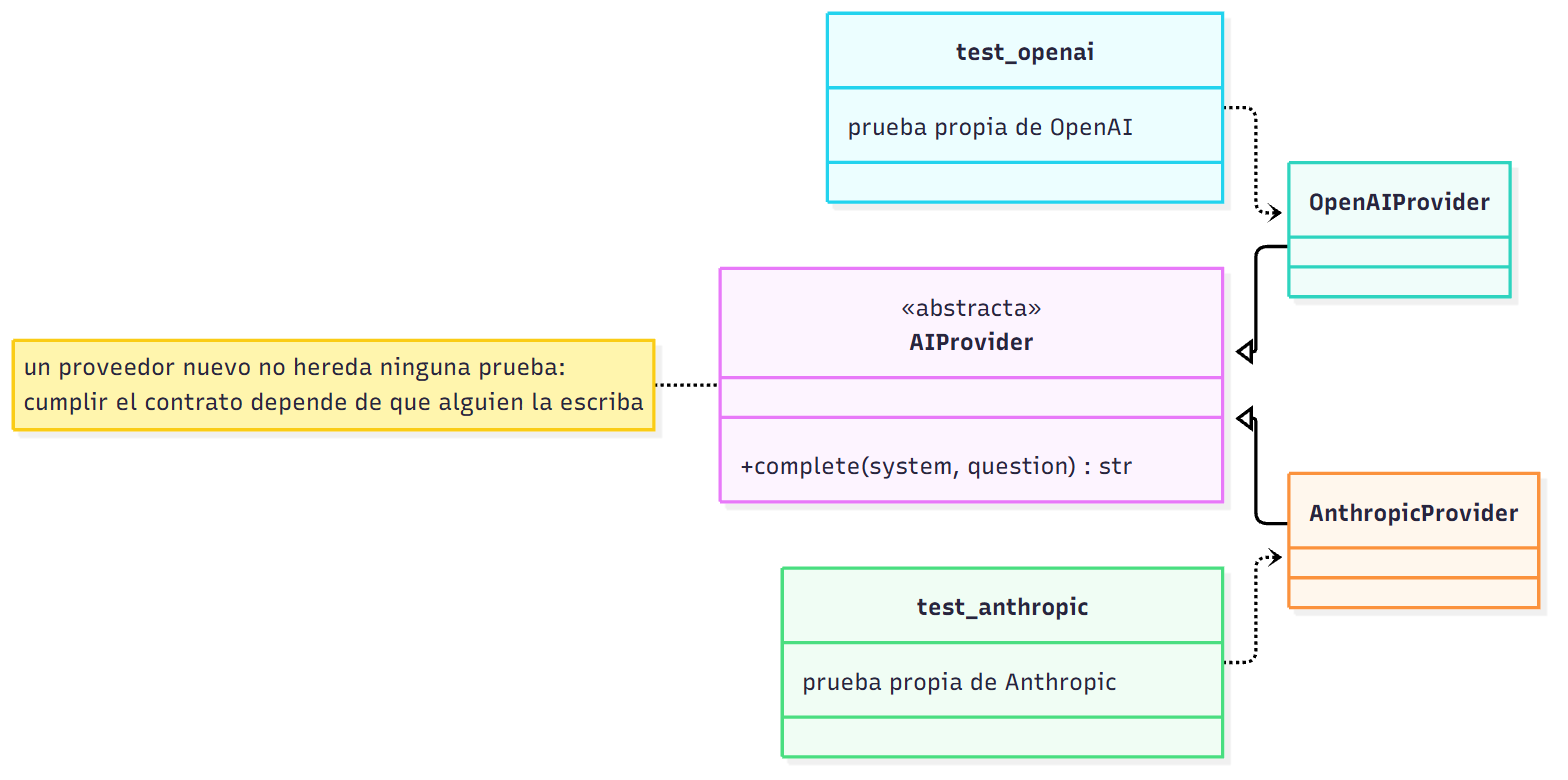 test_openai
prueba propia de OpenAI
OpenAIProvider
«abstracta»
AIProvider
+complete(system, question) : str
un proveedor nuevo no hereda ninguna prueba:
cumplir el contrato depende de que alguien la escriba
AnthropicProvider
test_anthropic
prueba propia de Anthropic